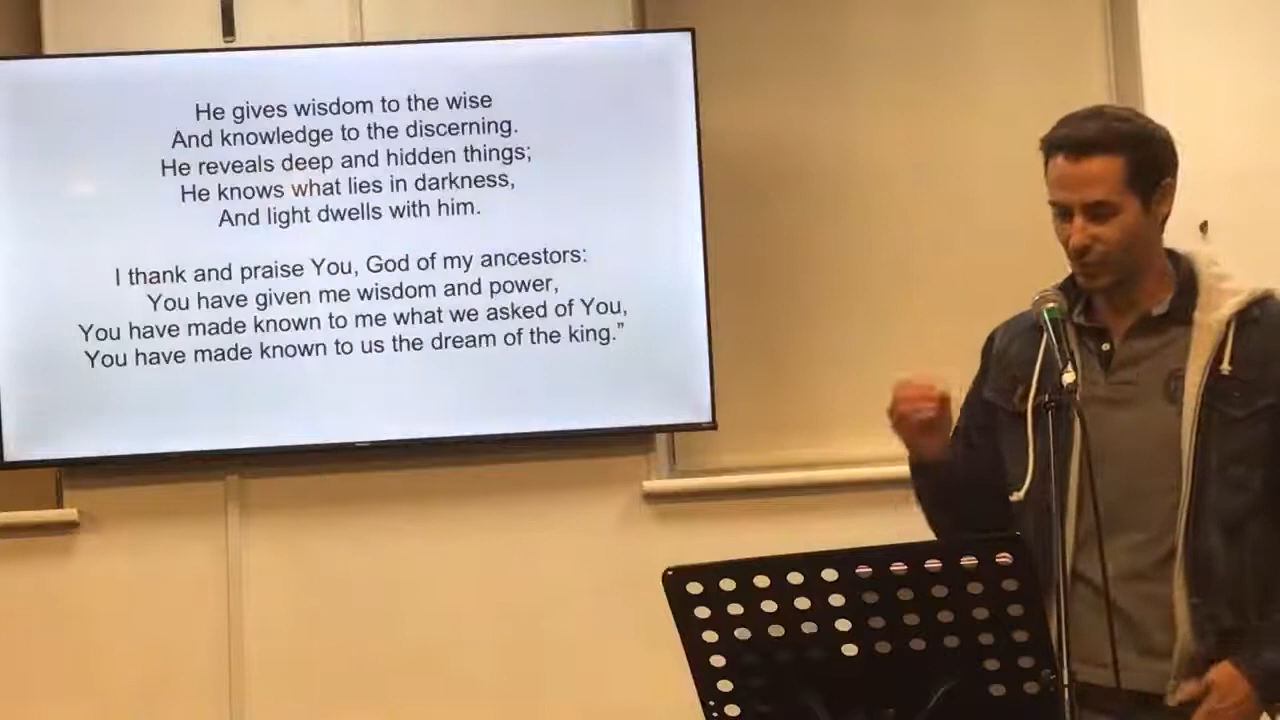 He gives wisdom to the wise
And knowledge to the discerning.
He reveals deep and hidden things;
He knows what lies in darkness,
And light dwells with him.
I thank and praise You, God of my ancestors:
You have given me wisdom and power,
You have made known to me what we asked of You,
You have made known to us the dream of the king.”